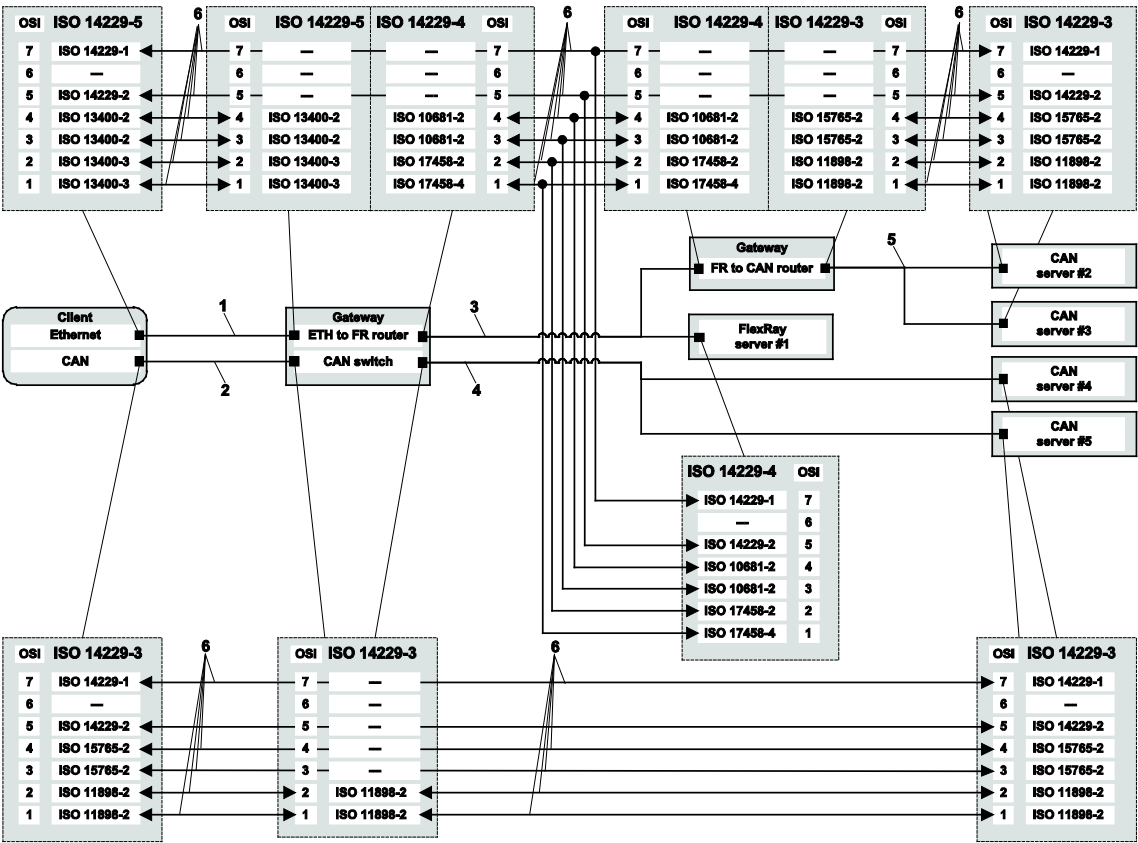 OSI ISO 14229-5
7 ISO 14229-1
6 —
5 ISO 14229-2
4 ISO 13400-2
3 ISO 13400-2
2 ISO 13400-3
1 ISO 13400-3
6
OSI ISO 14229-5 ISO 14229-4 OSI
7 — — 7
6 — — 6
5 — — 5
4 ISO 13400-2 ISO 10681-2 4
3 ISO 13400-2 ISO 10681-2 3
2 ISO 13400-3 ISO 17458-2 2
1 ISO 13400-3 ISO 17458-4 1
6
OSI ISO 14229-4 ISO 14229-3 OSI
7 — — 7
6 — — 6
5 — — 5
4 ISO 10681-2 ISO 15765-2 4
3 ISO 10681-2 ISO 15765-2 3
2 ISO 17458-2 ISO 11898-2 2
1 ISO 17458-4 ISO 11898-2 1
6
OSI ISO 14229-3
7 ISO 14229-1
6 —
5 ISO 14229-2
4 ISO 15765-2
3 ISO 15765-2
2 ISO 11898-2
1 ISO 11898-2
Gateway
FR to CAN router
5
CAN
server #2
Client
Ethernet
CAN
1
2
Gateway
ETH to FR router
CAN switch
3
4
FlexRay
server #1
CAN
server #3
CAN
server #4
CAN
server #5
ISO 14229-4 OSI
ISO 14229-1 7
— 6
ISO 14229-2 5
ISO 10681-2 4
ISO 10681-2 3
ISO 17458-2 2
ISO 17458-4 1
OSI ISO 14229-3
7 ISO 14229-1
6 —
5 ISO 14229-2
4 ISO 15765-2
3 ISO 15765-2
2 ISO 11898-2
1 ISO 11898-2
6
OSI ISO 14229-3
7 —
6 —
5 —
4 —
3 —
2 ISO 11898-2
1 ISO 11898-2
6
OSI ISO 14229-3
7 ISO 14229-1
6 —
5 ISO 14229-2
4 ISO 15765-2
3 ISO 15765-2
2 ISO 11898-2
1 ISO 11898-2